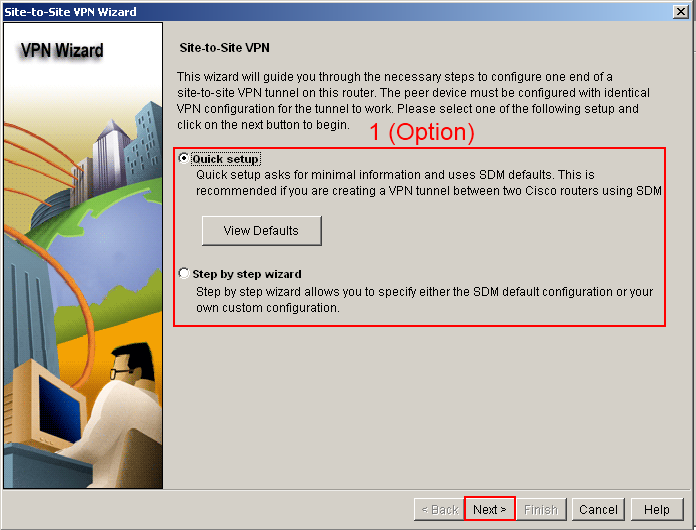 Site-to-Site VPN Wizard
VPN Wizard
Site-to-Site VPN
This wizard will guide you through the necessary steps to configure one end of a
site-to-site VPN tunnel on this router. The peer device must be configured with identical
VPN configuration for the tunnel to work. Please select one of the following setup and
click on the next button to begin.
1 (Option)
Quick setup
Quick setup asks for minimal information and uses SDM defaults. This is
recommended if you are creating a VPN tunnel between two Cisco routers using SDM
View Defaults
Step by step wizard
Step by step wizard allows you to specify either the SDM default configuration or your
own custom configuration.
< Back
Next >
Finish
Cancel
Help